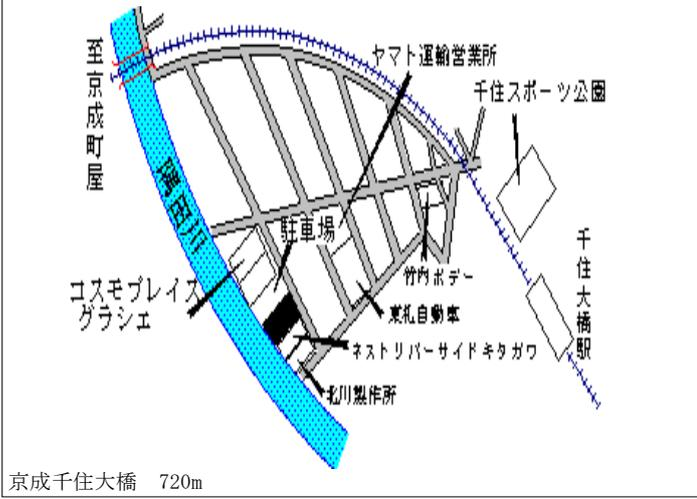 ヤマト運輸営業所
千住スポーツ公園
至京成町屋
隅田川
駐車場
千住大橋駅
竹内ボデー
コスモプレイス
グラシェ
東礼自動車
ネストリバーサイドキタガワ
北川製作所
京成千住大橋　720m